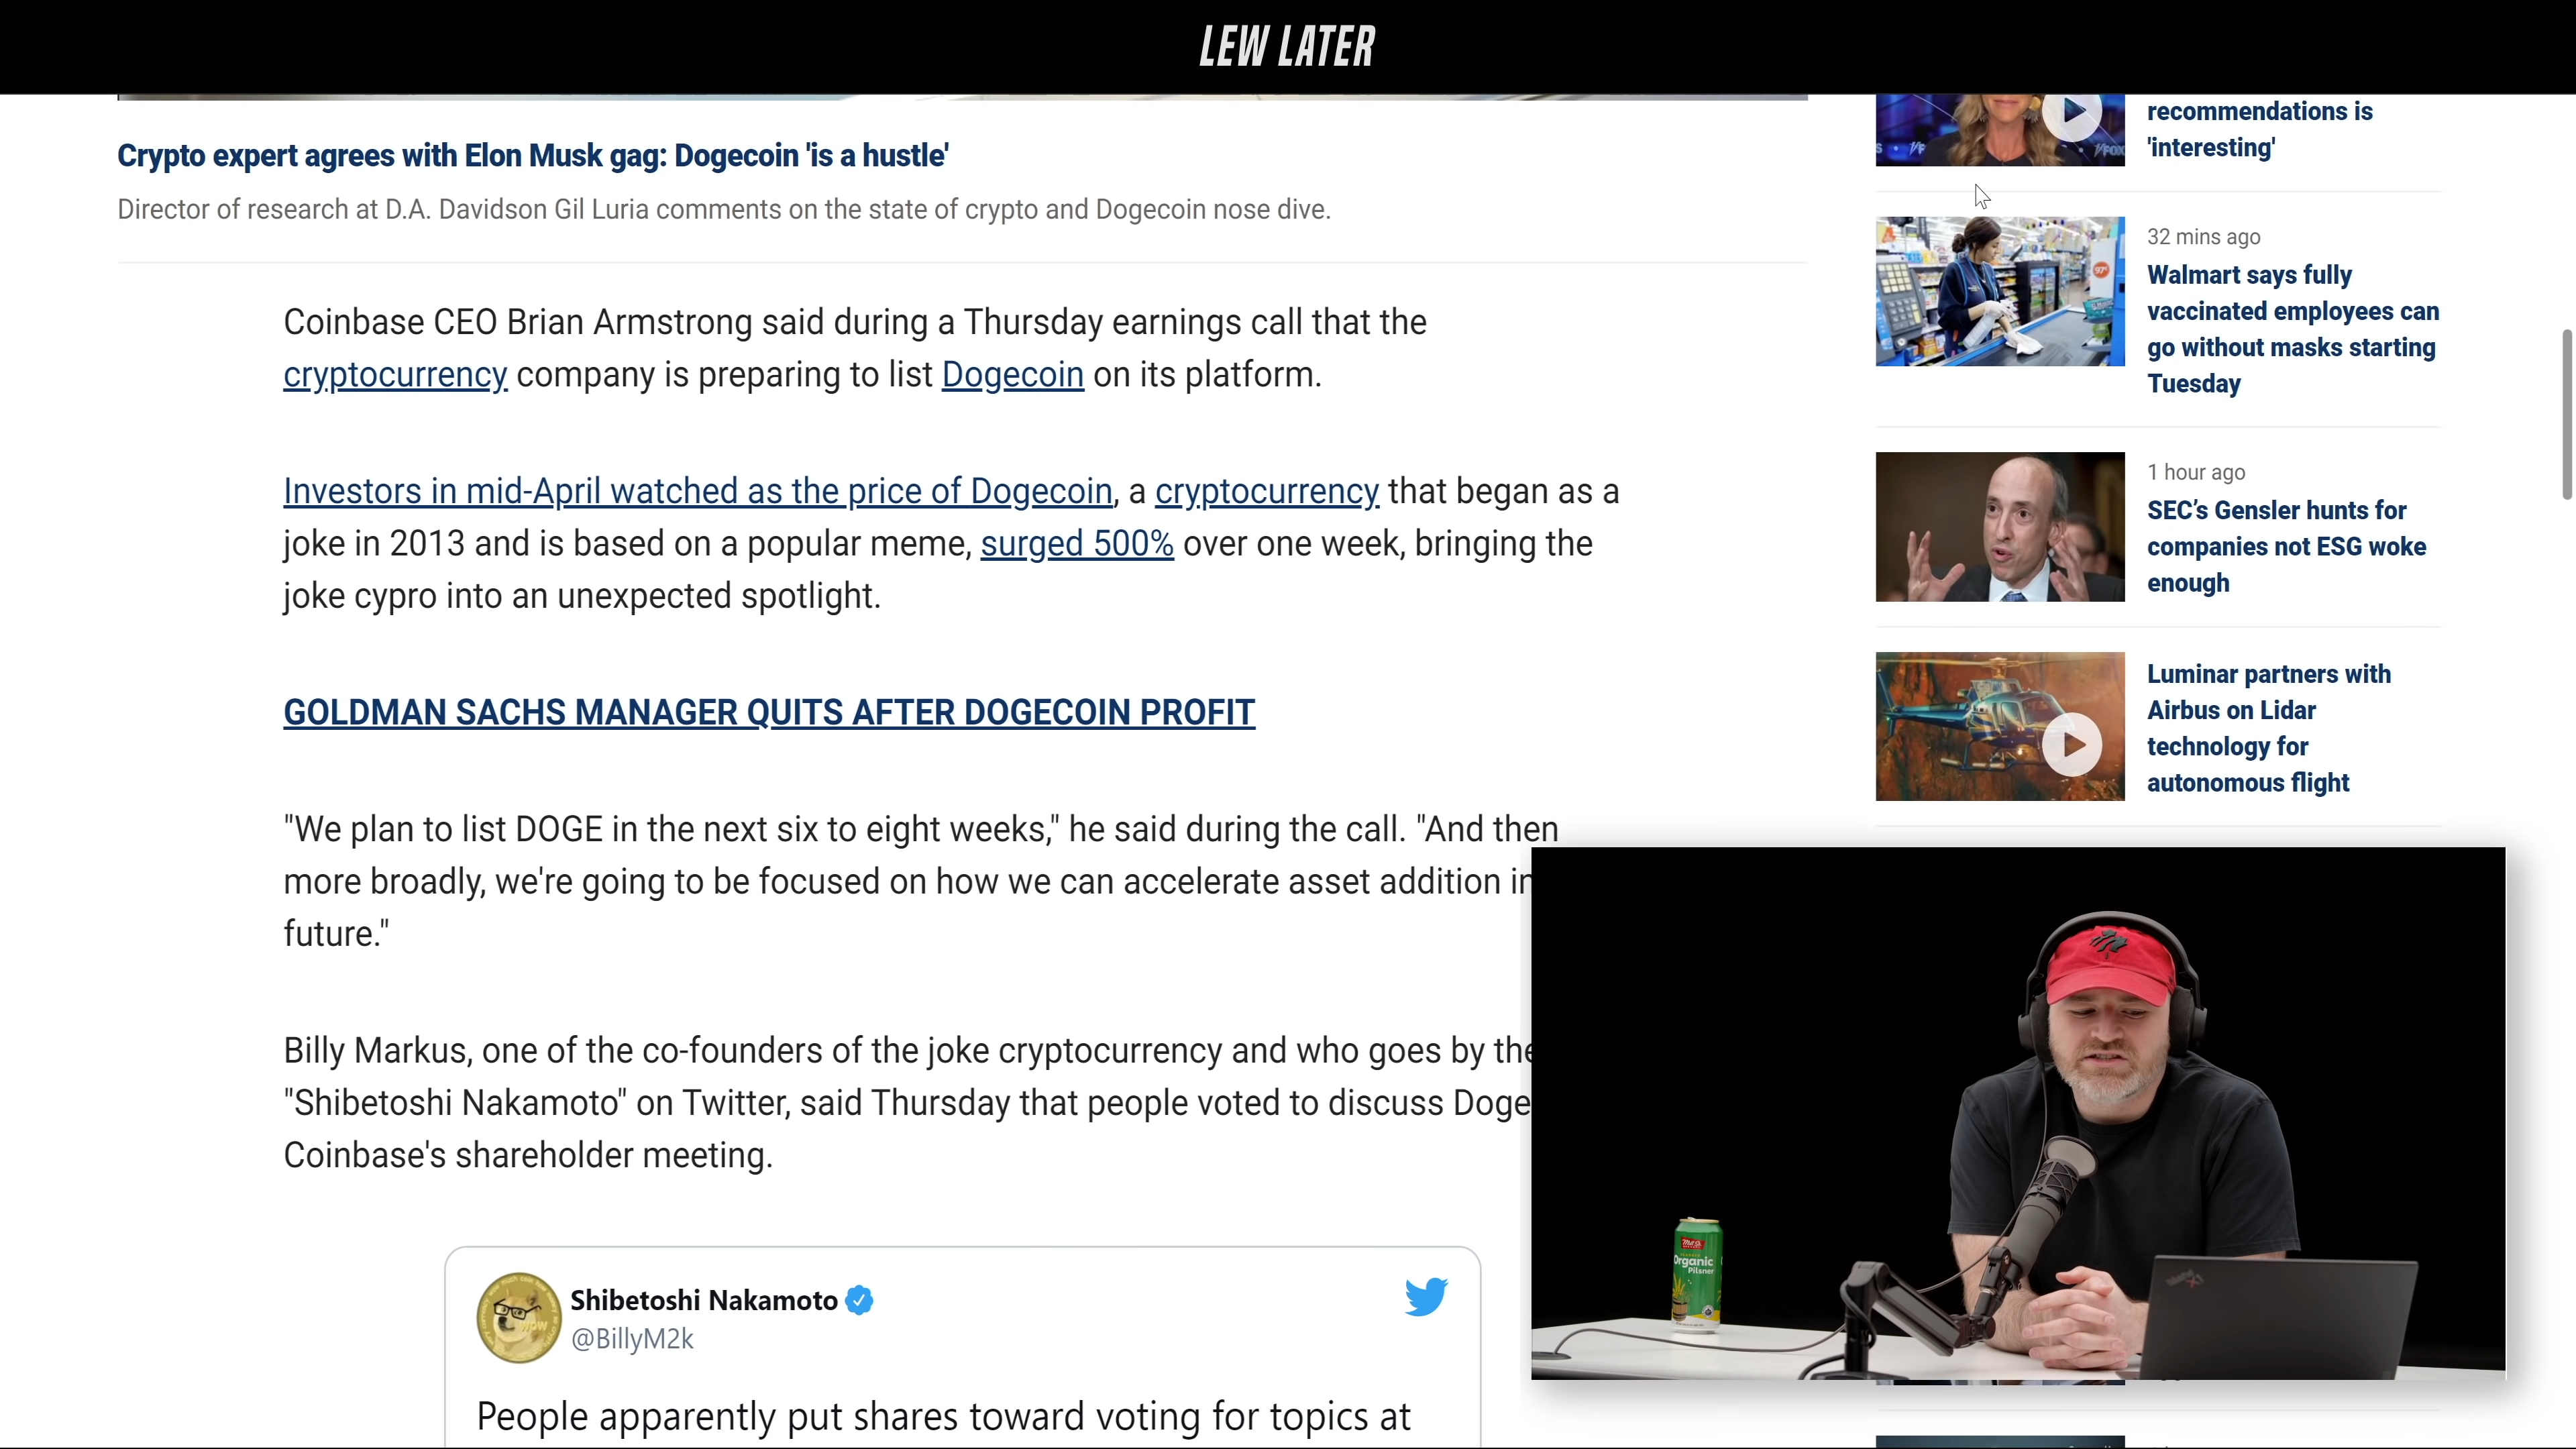 LEW LATER
Crypto expert agrees with Elon Musk gag: Dogecoin 'is a hustle'
Director of research at D.A. Davidson Gil Luria comments on the state of crypto and Dogecoin nose dive.
Coinbase CEO Brian Armstrong said during a Thursday earnings call that the
cryptocurrency company is preparing to list Dogecoin on its platform.
Investors in mid-April watched as the price of Dogecoin, a cryptocurrency that began as a
joke in 2013 and is based on a popular meme, surged 500% over one week, bringing the
joke cypro into an unexpected spotlight.
GOLDMAN SACHS MANAGER QUITS AFTER DOGECOIN PROFIT
"We plan to list DOGE in the next six to eight weeks," he said during the call. "And then
more broadly, we're going to be focused on how we can accelerate asset addition in
future."
Billy Markus, one of the co-founders of the joke cryptocurrency and who goes by the
"Shibetoshi Nakamoto" on Twitter, said Thursday that people voted to discuss Doge
Coinbase's shareholder meeting.
Shibetoshi Nakamoto
@BillyM2k
People apparently put shares toward voting for topics at
recommendations is
'interesting'
32 mins ago
Walmart says fully
vaccinated employees can
go without masks starting
Tuesday
1 hour ago
SEC's Gensler hunts for
companies not ESG woke
enough
Luminar partners with
Airbus on Lidar
technology for
autonomous flight
Organic
Pilsner